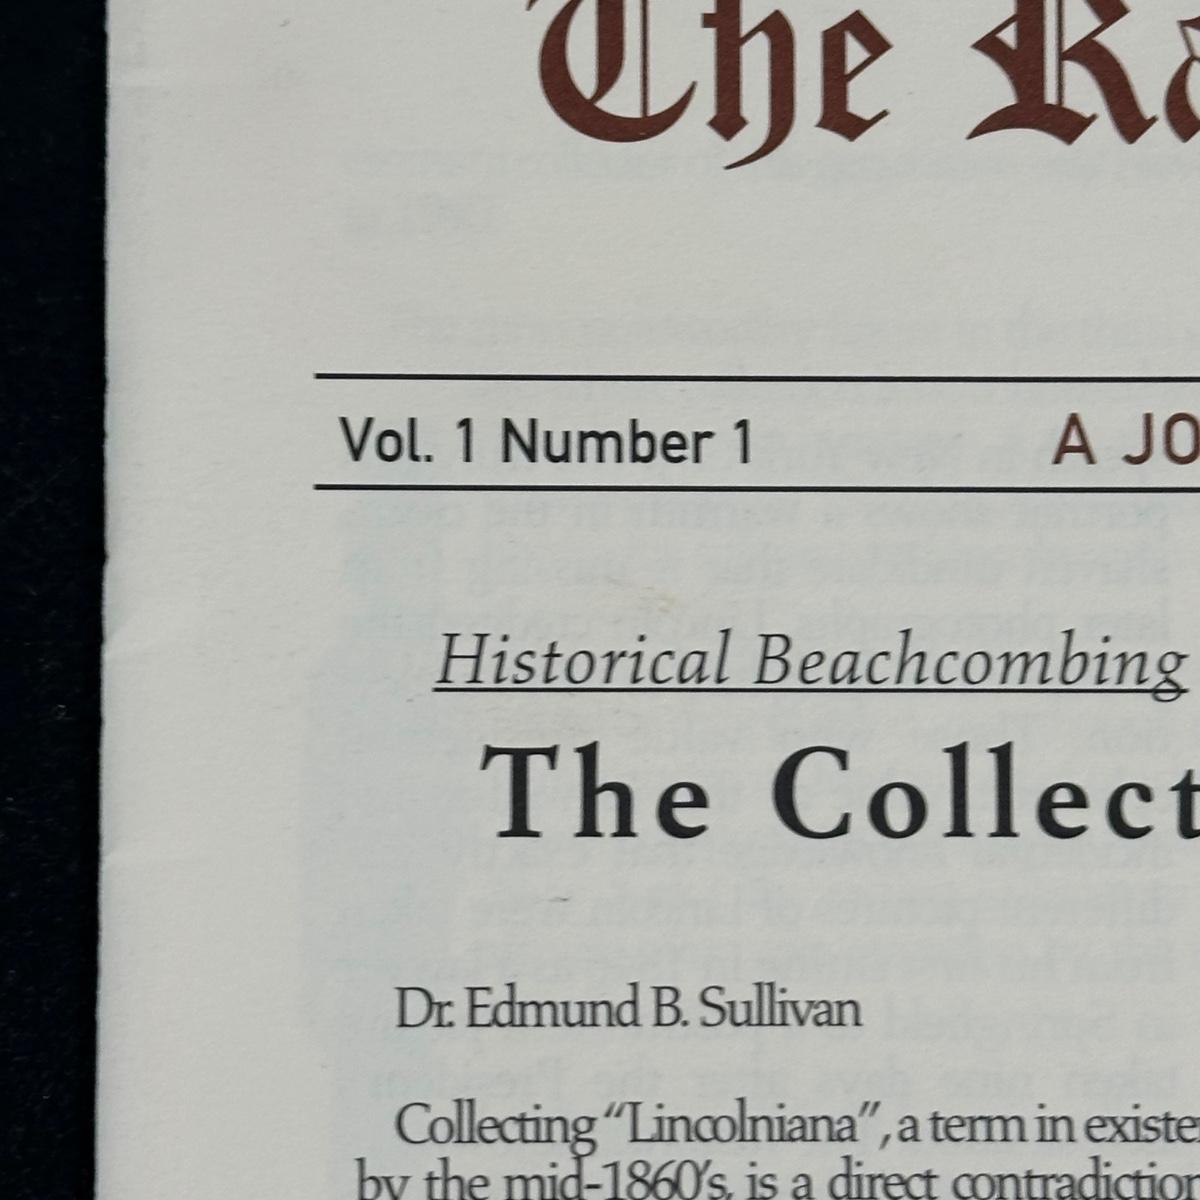 The Ra
Vol. 1 Number 1 A JO
Historical Beachcombing
The Collect
Dr. Edmund B. Sullivan
Collecting “Lincolniana”, a term in existe
by the mid-1860's, is a direct contradiction